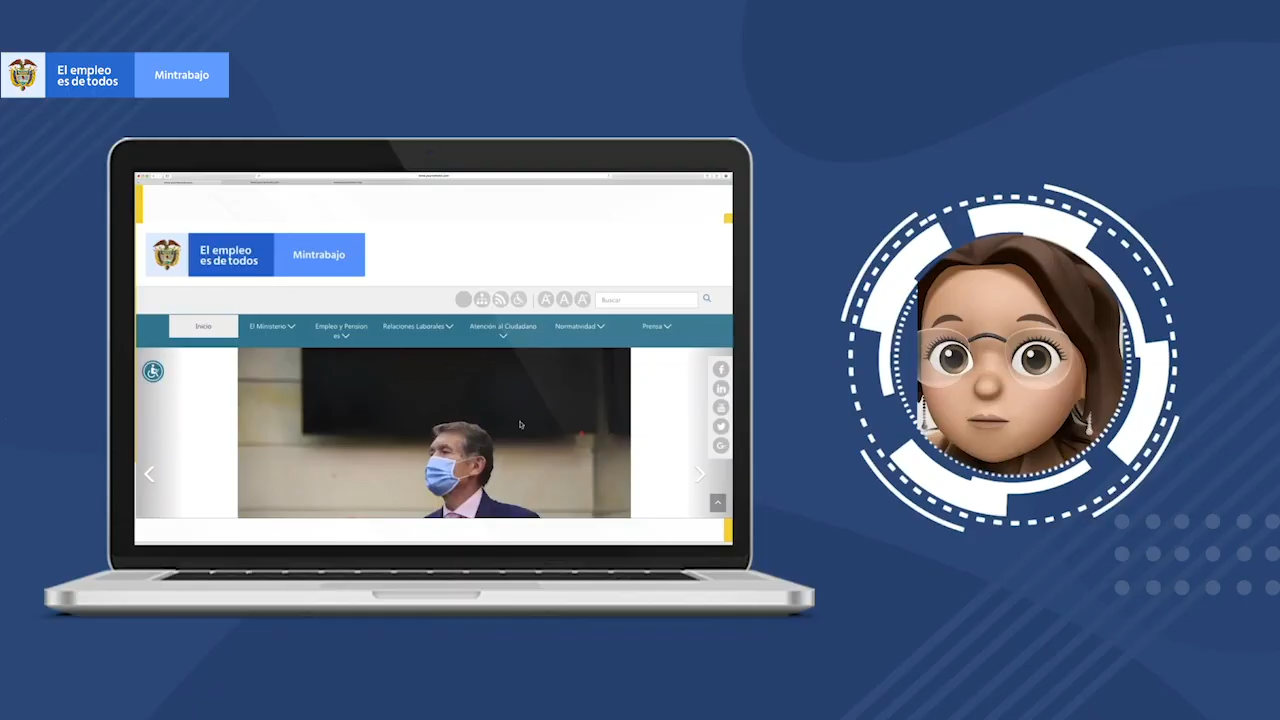 El empleo
es de todos
Mintrabajo
El empleo
es de todos
Mintrabajo
Buscar
Inicio
El Ministerio
Empleo y Pension
es
Relaciones Laborales
Atención al Ciudadano
Normatividad
Prensa